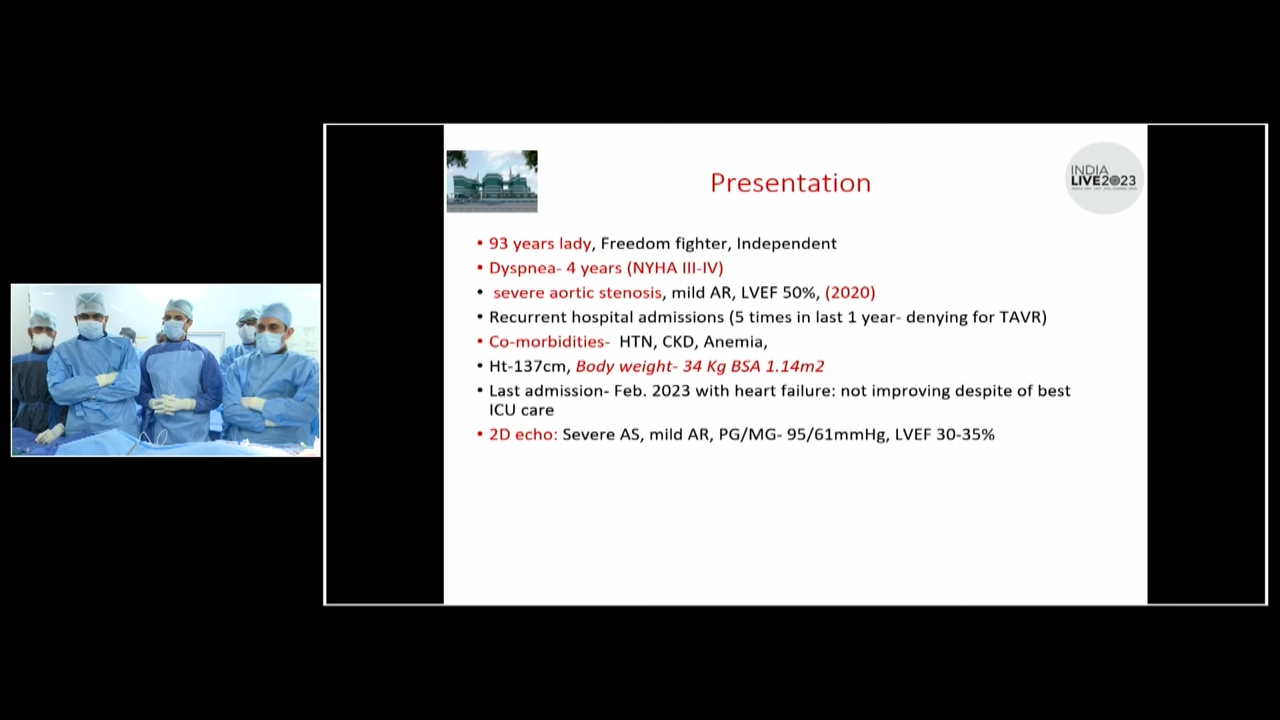 Presentation
INDIA
LIVE2023
• 93 years lady, Freedom fighter, Independent
• Dyspnea- 4 years (NYHA III-IV)
• severe aortic stenosis, mild AR, LVEF 50%, (2020)
• Recurrent hospital admissions (5 times in last 1 year- denying for TAVR)
• Co-morbidities- HTN, CKD, Anemia,
• Ht-137cm, Body weight- 34 Kg BSA 1.14m2
• Last admission- Feb. 2023 with heart failure: not improving despite of best
ICU care
• 2D echo: Severe AS, mild AR, PG/MG- 95/61mmHg, LVEF 30-35%